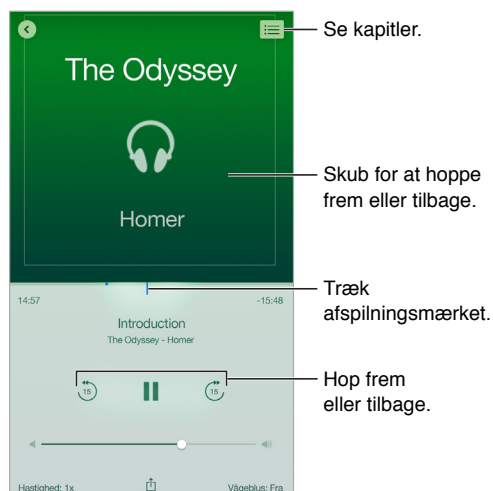 Se kapitler.
The Odyssey
Skub for at hoppe
frem eller tilbage.
Homer
Træk
afspilningsmærket.
14:57
-15:48
Introduction
The Odyssey - Homer
Hop frem
eller tilbage.
15
15
Hastighed: 1x
Vågeblus: Fra